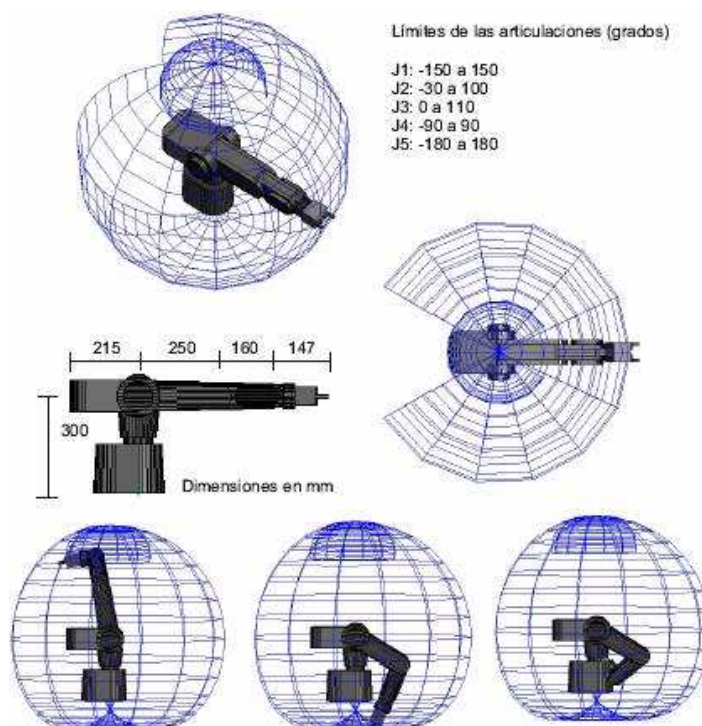 Límites de las articulaciones (grados)
J1: -150 a 150
J2: -30 a 100
J3: 0 a 110
J4: -90 a 90
J5: -180 a 180
215 250 160 147
300
Dimensiones en mm